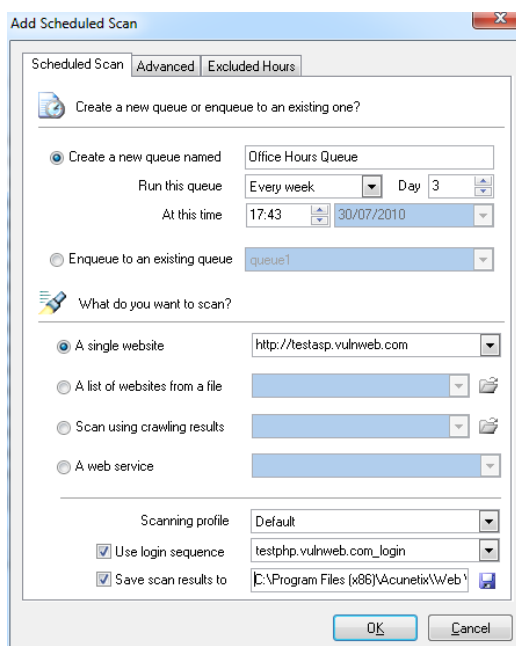 Add Scheduled Scan
Scheduled Scan Advanced Excluded Hours
Create a new queue or enqueue to an existing one?
Create a new queue named Office Hours Queue
Run this queue Every week Day 3
At this time 17:43 30/07/2010
Enqueue to an existing queue queue1
What do you want to scan?
A single website http://testasp.vulnweb.com
A list of websites from a file
Scan using crawling results
A web service
Scanning profile Default
Use login sequence testphp.vulnweb.com_login
Save scan results to C:\Program Files (x86)\Acunetix\Web
OK Cancel